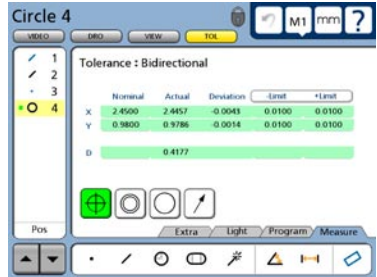 Circle 4
M1 mm ?
VIDEO DRO VIEW TOL
1
2
3
4
Tolerance : Bidirectional
Nominal Actual Deviation -Limit +Limit
X 2.4500 2.4457 -0.0043 0.0100 0.0100
Y 0.9800 0.9786 -0.0014 0.0100 0.0100
D 0.4177
Pos
Extra Light Program Measure